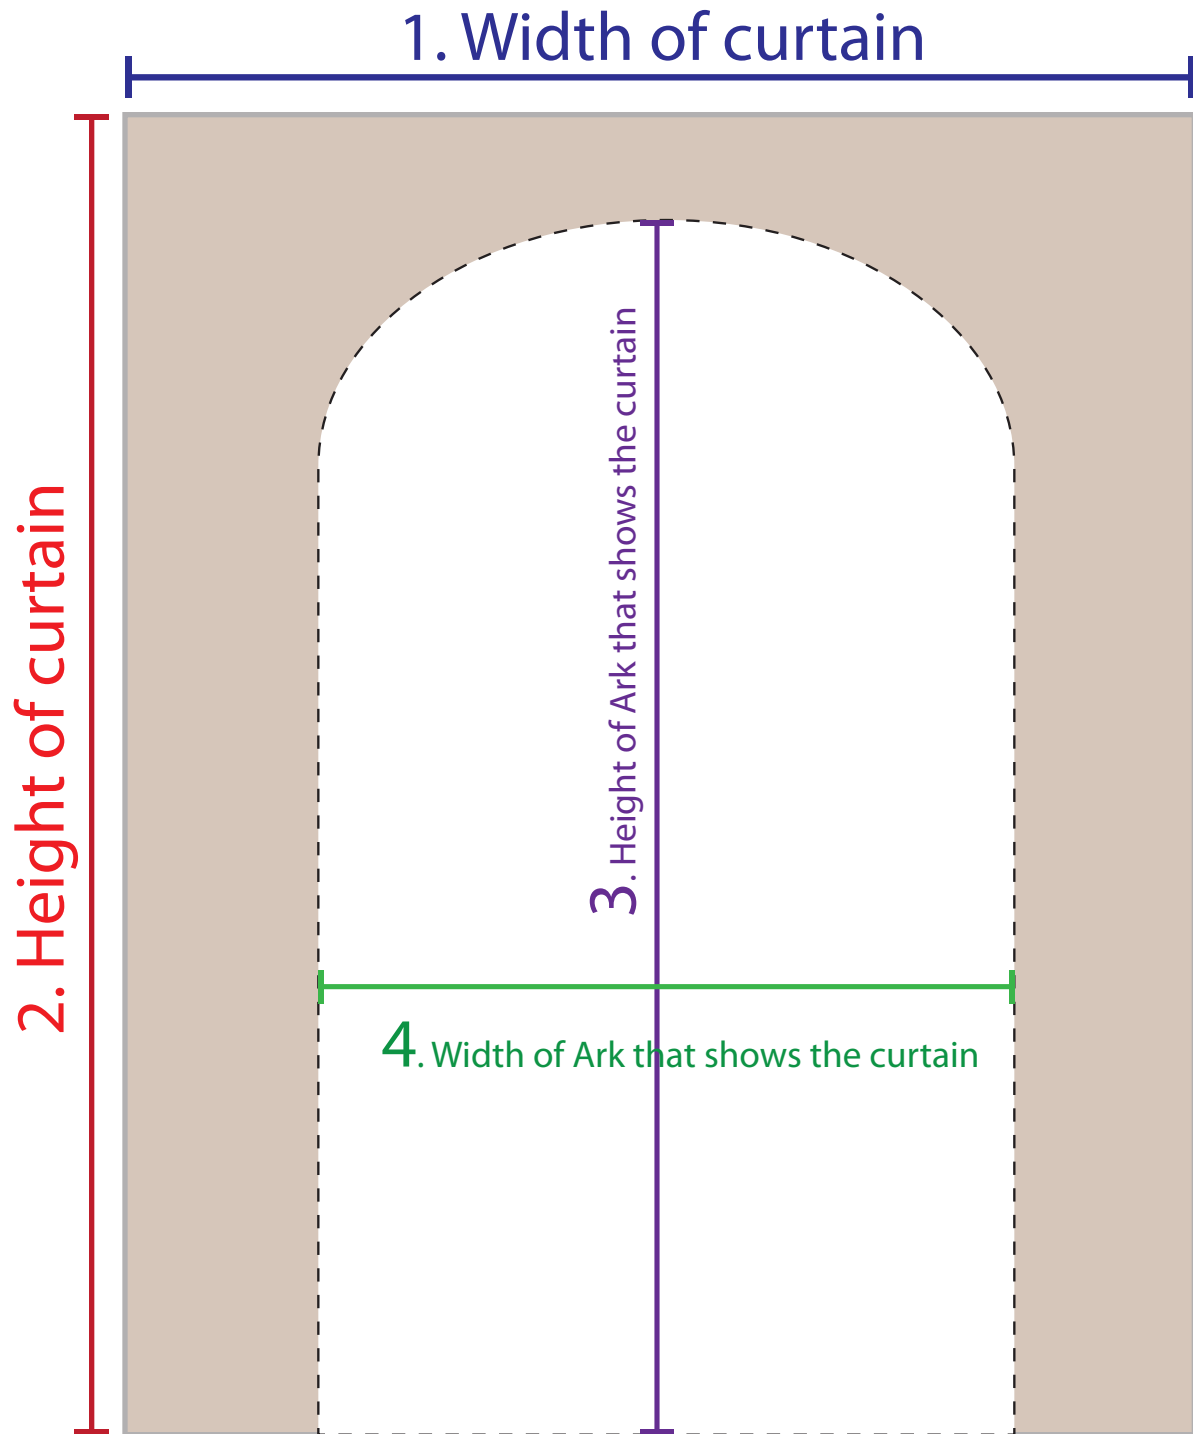 1. Width of curtain
2. Height of curtain
3. Height of Ark that shows the curtain
4. Width of Ark that shows the curtain